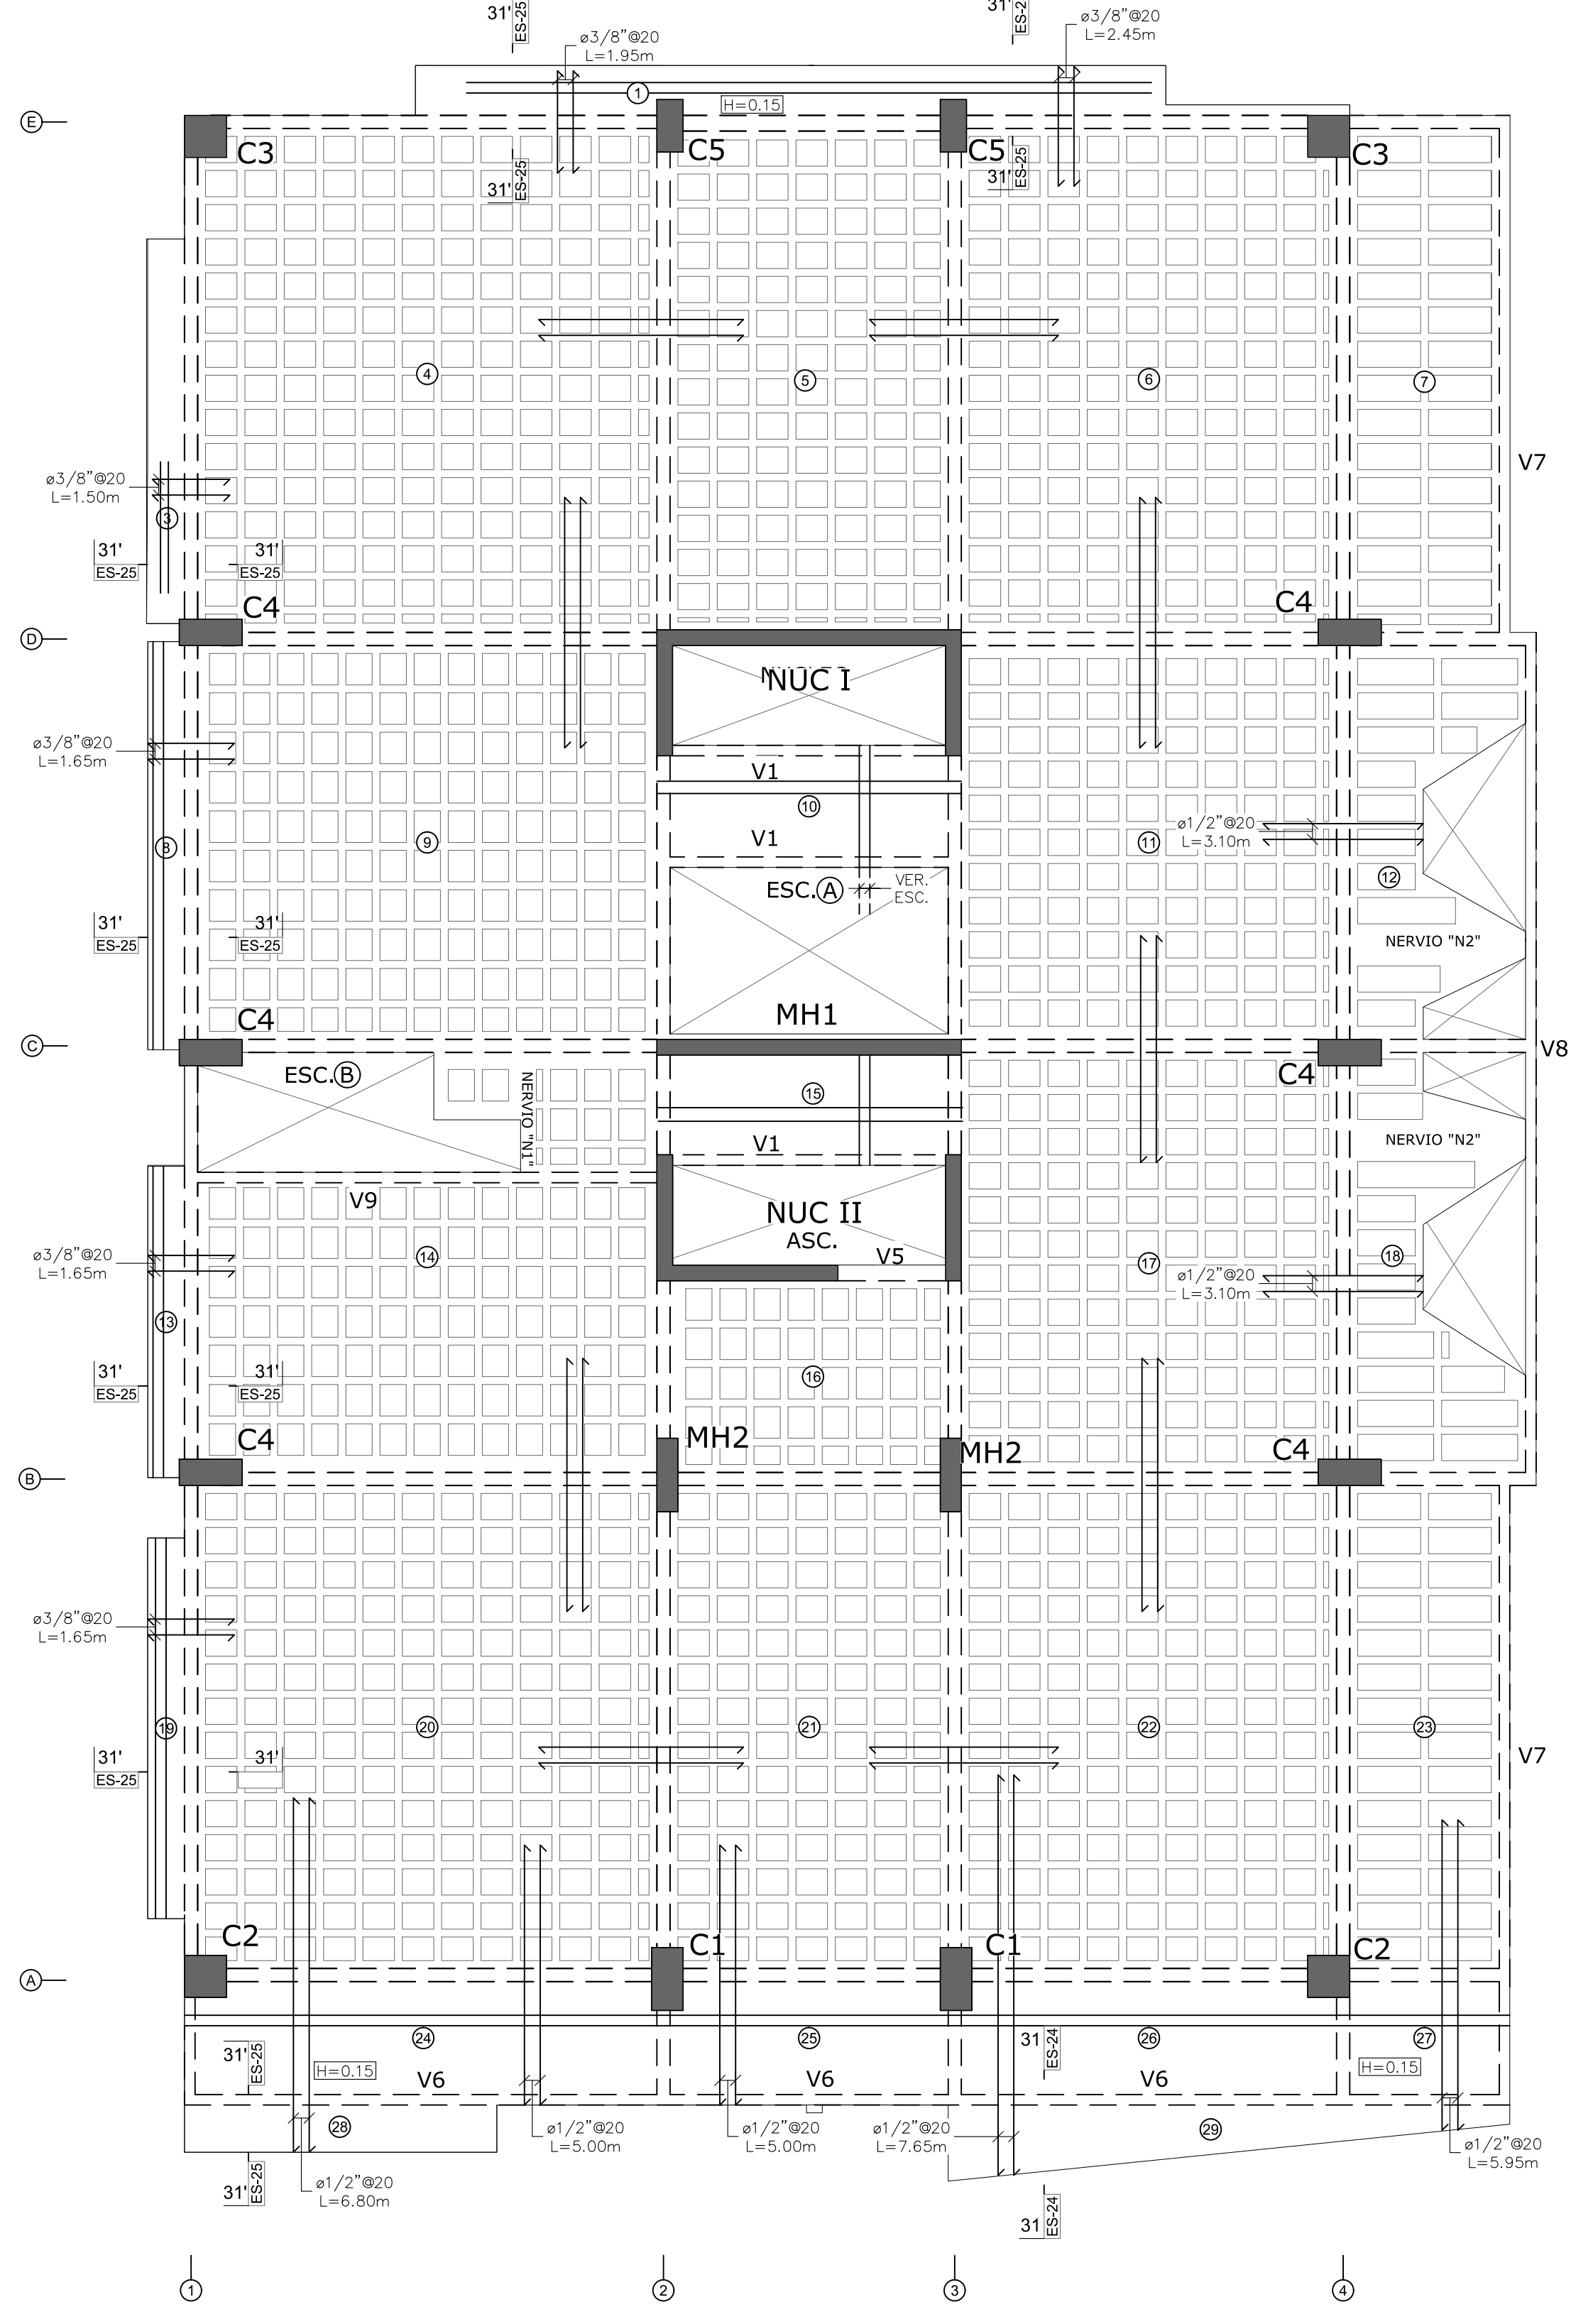 31'
ES-25
31'
ES-2
ø3/8"@20
L=1.95m
ø3/8"@20
L=2.45m
1
H=0.15
E
C3
C5
C5
C3
31'
ES-25
31'
ES-25
4
5
6
7
V7
ø3/8"@20
L=1.50m
3
31'
ES-25
31'
ES-25
C4
C4
D
NUC I
ø3/8"@20
L=1.65m
V1
10
V1
8
9
11
ø1/2"@20
L=3.10m
12
ESC. A
VER.
ESC.
31'
ES-25
31'
ES-25
NERVIO "N2"
MH1
C4
C
V8
ESC. B
NERVIO "N1"
15
C4
V1
NERVIO "N2"
V9
NUC II
ASC.
V5
ø3/8"@20
L=1.65m
14
17
18
ø1/2"@20
L=3.10m
13
31'
ES-25
31'
ES-25
16
C4
MH2
MH2
C4
B
ø3/8"@20
L=1.65m
19
20
21
22
23
V7
31'
ES-25
31'
C2
C1
C1
C2
A
24
25
26
27
31'
ES-25
31
ES-24
H=0.15
H=0.15
V6
V6
V6
28
29
ø1/2"@20
L=5.00m
ø1/2"@20
L=5.00m
ø1/2"@20
L=7.65m
ø1/2"@20
L=5.95m
31'
ES-25
ø1/2"@20
L=6.80m
31
ES-24
1
2
3
4